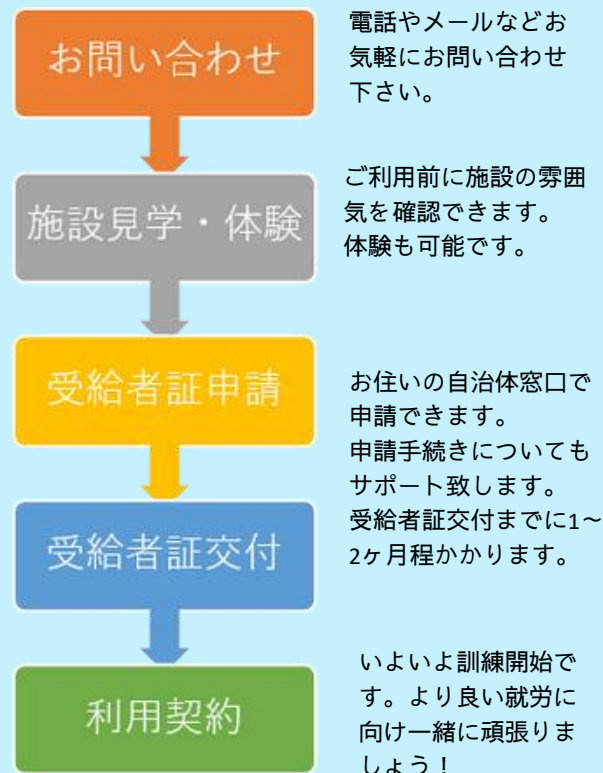 お問い合わせ
電話やメールなどお
気軽にお問い合わせ
下さい。
施設見学・体験
ご利用前に施設の雰囲
気を確認できます。
体験も可能です。
受給者証申請
お住いの自治体窓口で
申請できます。
申請手続きについても
サポート致します。
受給者証交付までに1～
2ヶ月程かかります。
受給者証交付
利用契約
いよいよ訓練開始で
す。より良い就労に
向け一緒に頑張りま
しょう！